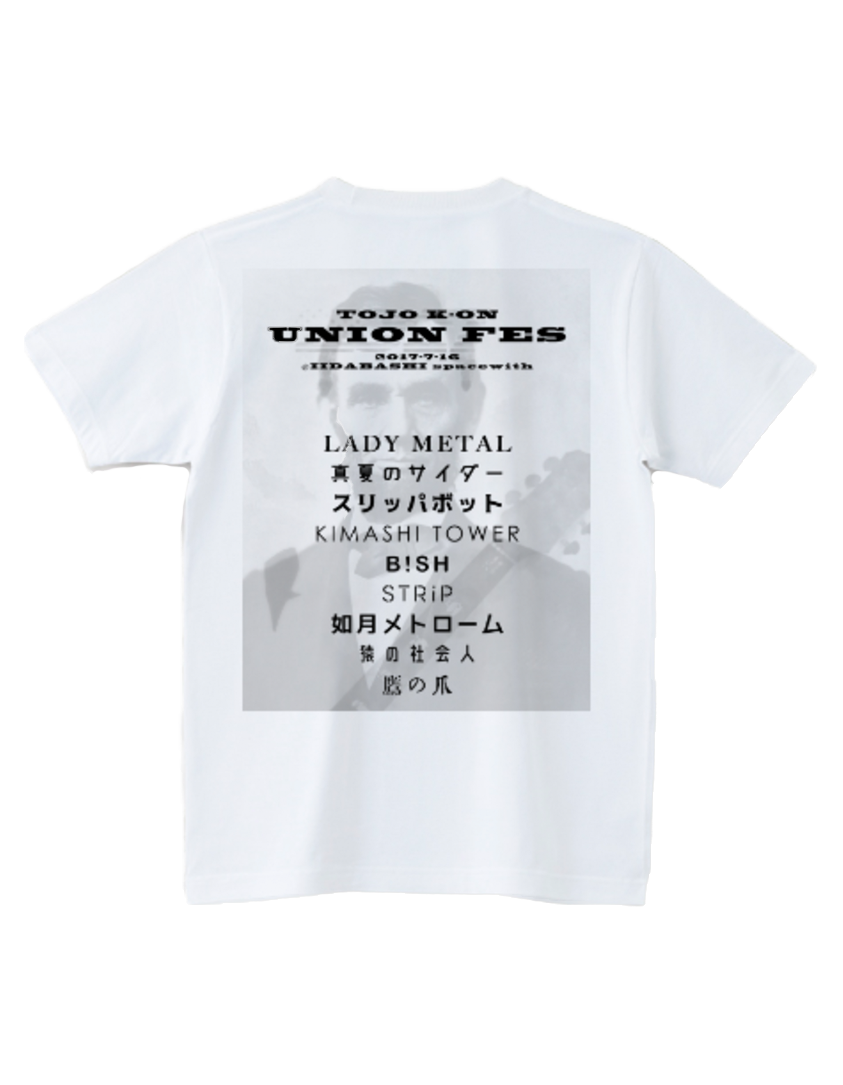 TOJO K-ON
UNION FES
2017-7-16
@IIDABASHI spacewith
LADY METAL
真夏のサイダー
スリッパボット
KIMASHI TOWER
B!SH
STRiP
如月メトローム
猿の社会人
鷹の爪